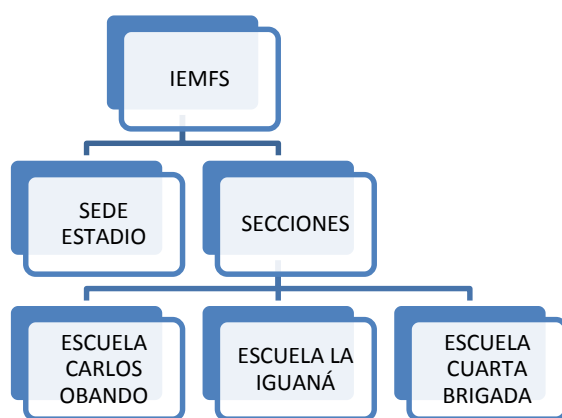 IEMFS
SEDE
ESTADIO
SECCIONES
ESCUELA
CARLOS
OBANDO
ESCUELA LA
IGUANÁ
ESCUELA
CUARTA
BRIGADA